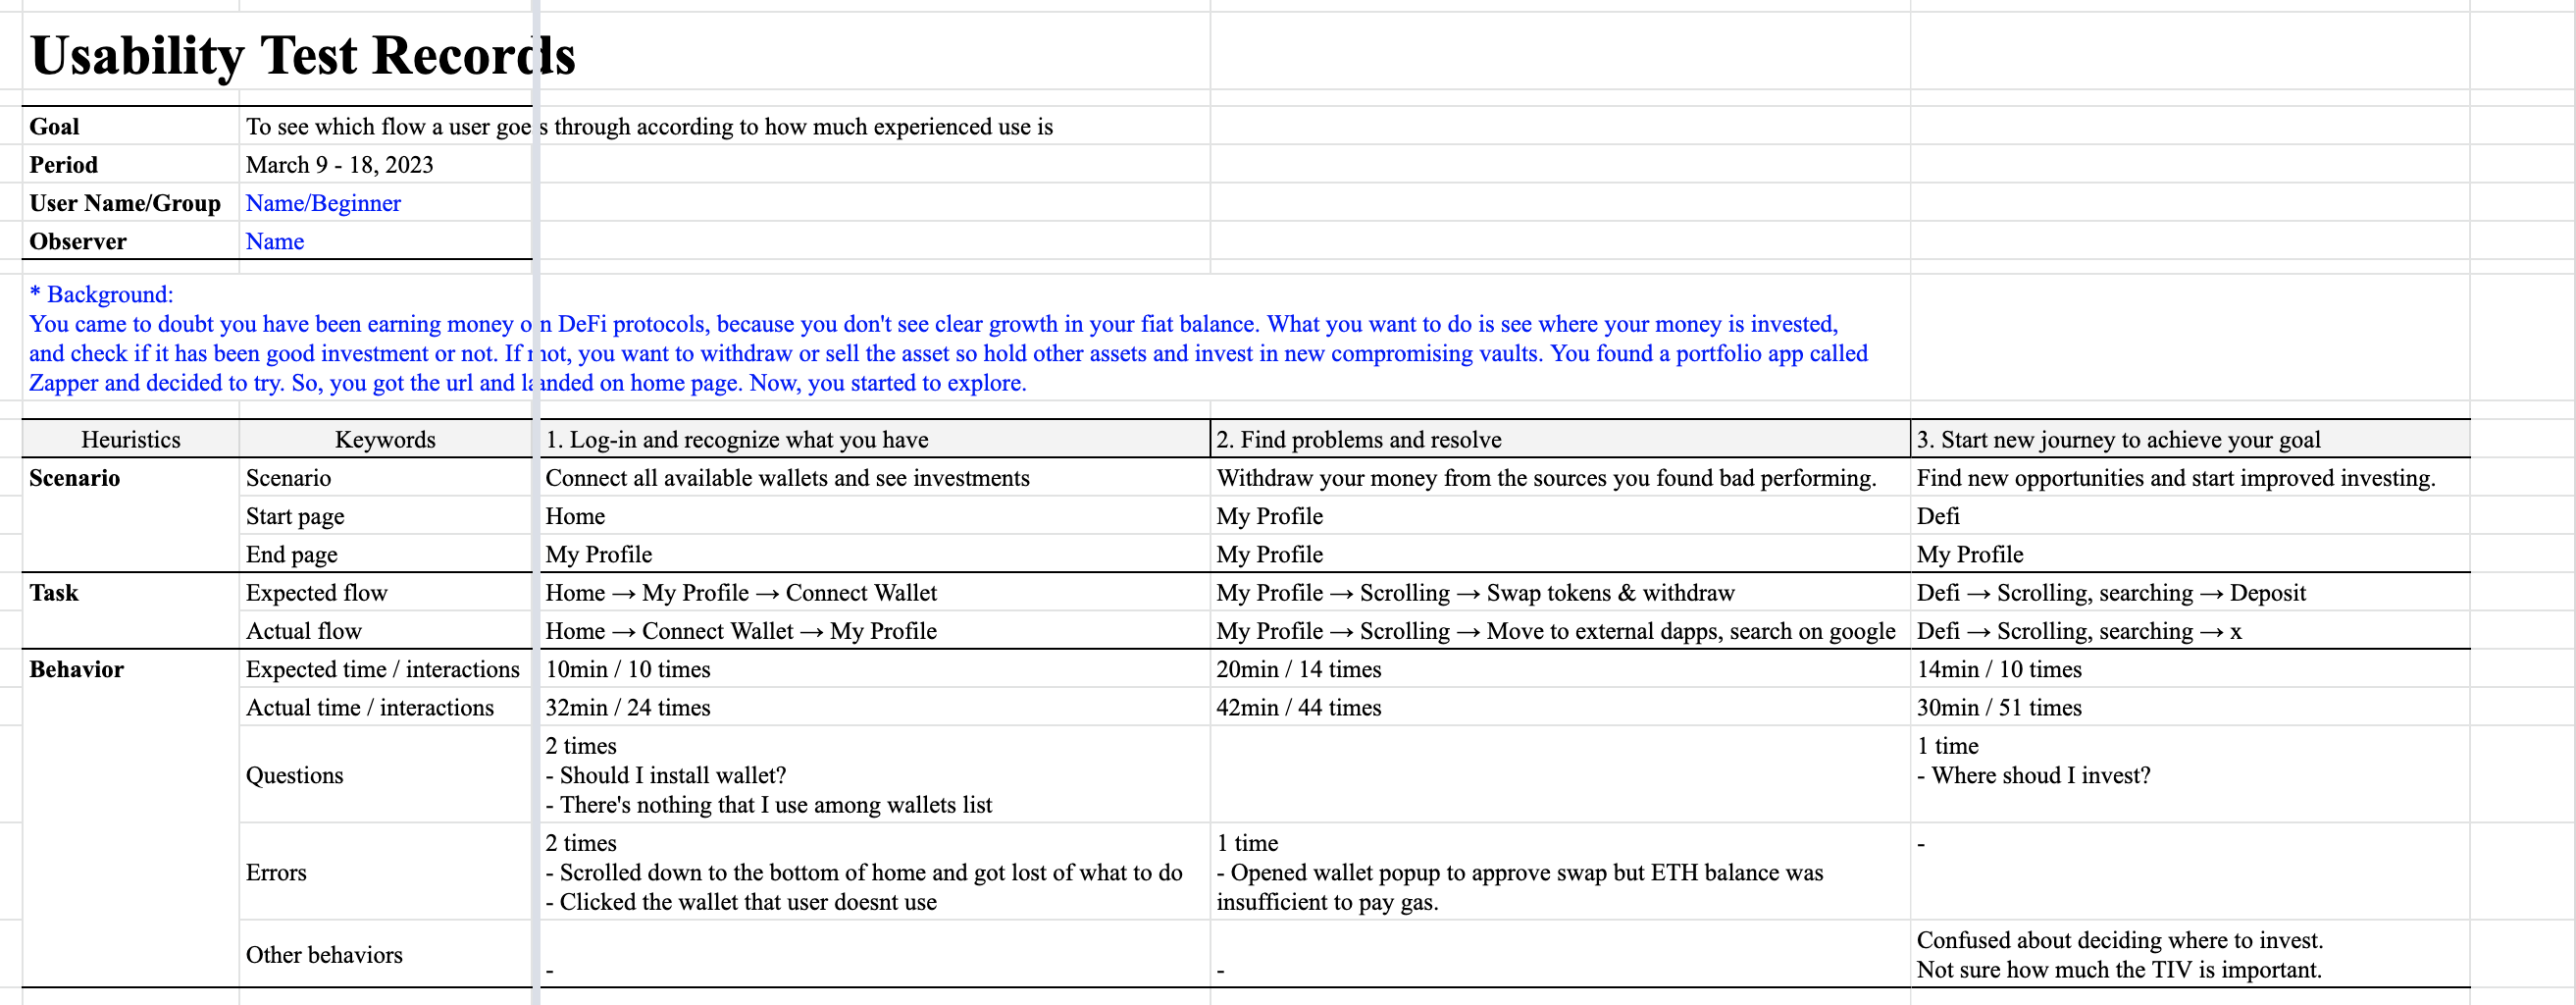 Usability Test Records
Goal To see which flow a user goes through according to how much experienced use is
Period March 9 - 18, 2023
User Name/Group Name/Beginner
Observer Name
* Background:
You came to doubt you have been earning money on DeFi protocols, because you don't see clear growth in your fiat balance. What you want to do is see where your money is invested,
and check if it has been good investment or not. If not, you want to withdraw or sell the asset so hold other assets and invest in new compromising vaults. You found a portfolio app called
Zapper and decided to try. So, you got the url and landed on home page. Now, you started to explore.
Heuristics Keywords 1. Log-in and recognize what you have 2. Find problems and resolve 3. Start new journey to achieve your goal
Scenario Scenario Connect all available wallets and see investments Withdraw your money from the sources you found bad performing. Find new opportunities and start improved investing.
Start page Home My Profile Defi
End page My Profile My Profile My Profile
Task Expected flow Home → My Profile → Connect Wallet My Profile → Scrolling → Swap tokens & withdraw Defi → Scrolling, searching → Deposit
Actual flow Home → Connect Wallet → My Profile My Profile → Scrolling → Move to external dapps, search on google Defi → Scrolling, searching → x
Behavior Expected time / interactions 10min / 10 times 20min / 14 times 14min / 10 times
Actual time / interactions 32min / 24 times 42min / 44 times 30min / 51 times
Questions
2 times
- Should I install wallet?
- There's nothing that I use among wallets list
1 time
- Where shoud I invest?
Errors
2 times
- Scrolled down to the bottom of home and got lost of what to do
- Clicked the wallet that user doesnt use
1 time
- Opened wallet popup to approve swap but ETH balance was
insufficient to pay gas.
-
Other behaviors
-
-
Confused about deciding where to invest.
Not sure how much the TIV is important.